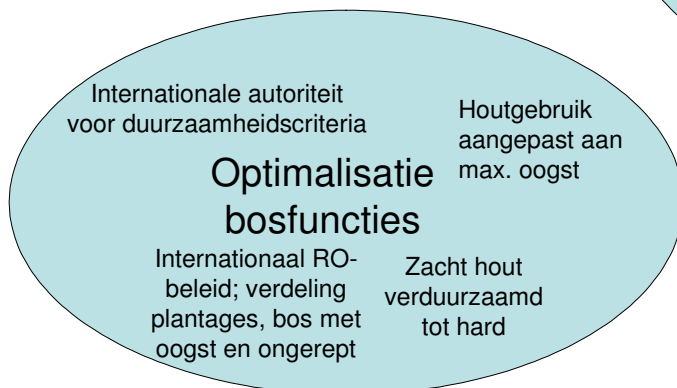 Internationale autoriteit
voor duurzaamheidscriteria
Houtgebruik
aangepast aan
max. oogst
Optimalisatie
bosfuncties
Internationaal RO-
beleid; verdeling
plantages, bos met
oogst en ongerept
Zacht hout
verduurzaamd
tot hard